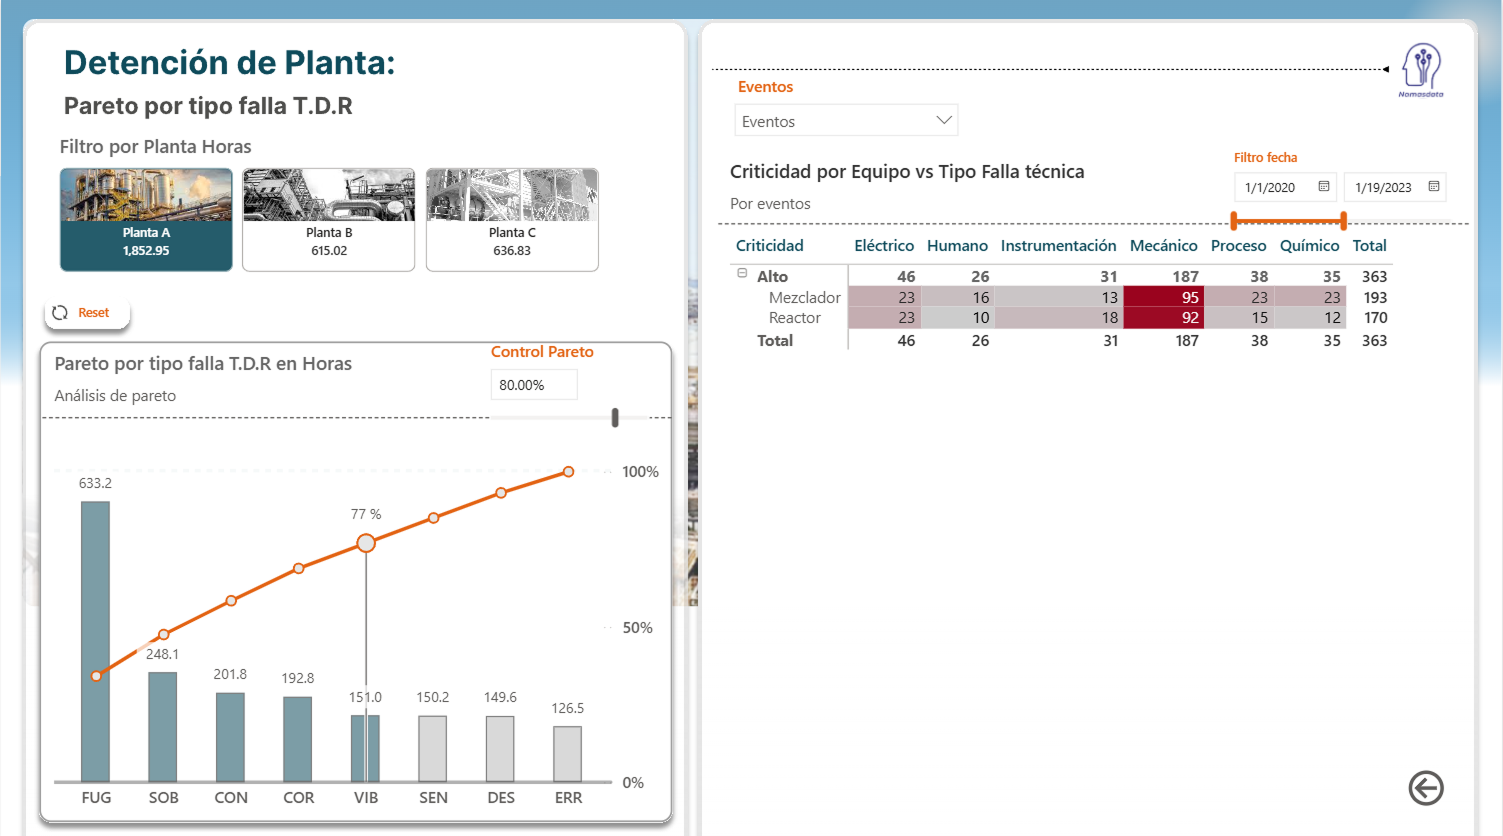 Detención de Planta:
Pareto por tipo falla T.D.R
Filtro por Planta Horas
Planta A
1,852.95
Planta B
615.02
Planta C
636.83
Reset
Pareto por tipo falla T.D.R en Horas
Análisis de pareto
Control Pareto
80.00%
100%
50%
0%
633.2
248.1
201.8
192.8
77 %
151.0
150.2
149.6
126.5
FUG SOB CON COR VIB SEN DES ERR
Nomasdata
Eventos
Eventos
Criticidad por Equipo vs Tipo Falla técnica
Por eventos
Filtro fecha
1/1/2020 1/19/2023
Criticidad Eléctrico Humano Instrumentación Mecánico Proceso Químico Total
Alto 46 26 31 187 38 35 363
Mezclador 23 16 13 95 23 23 193
Reactor 23 10 18 92 15 12 170
Total 46 26 31 187 38 35 363